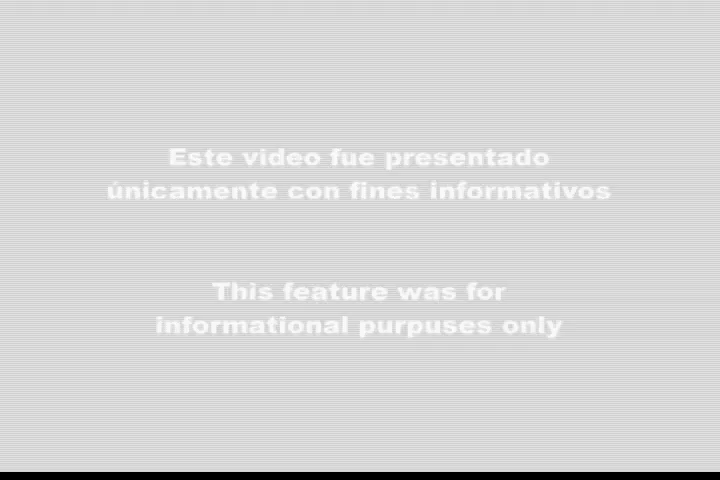 Este video fue presentado
únicamente con fines informativos
This feature was for
informational purpuses only